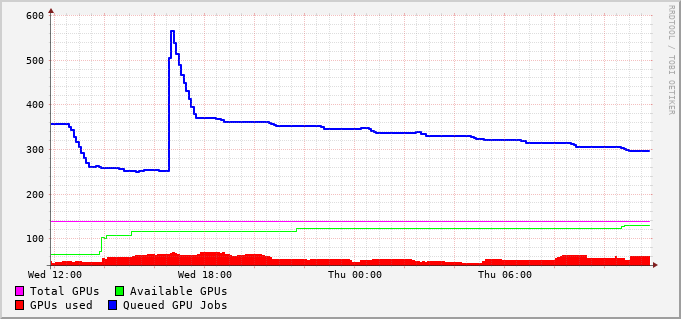 600
500
400
300
200
100
Wed 12:00 Wed 18:00 Thu 00:00 Thu 06:00
Total GPUs Available GPUs
GPUs used Queued GPU Jobs
RRDTOOL / TOBI OETIKER